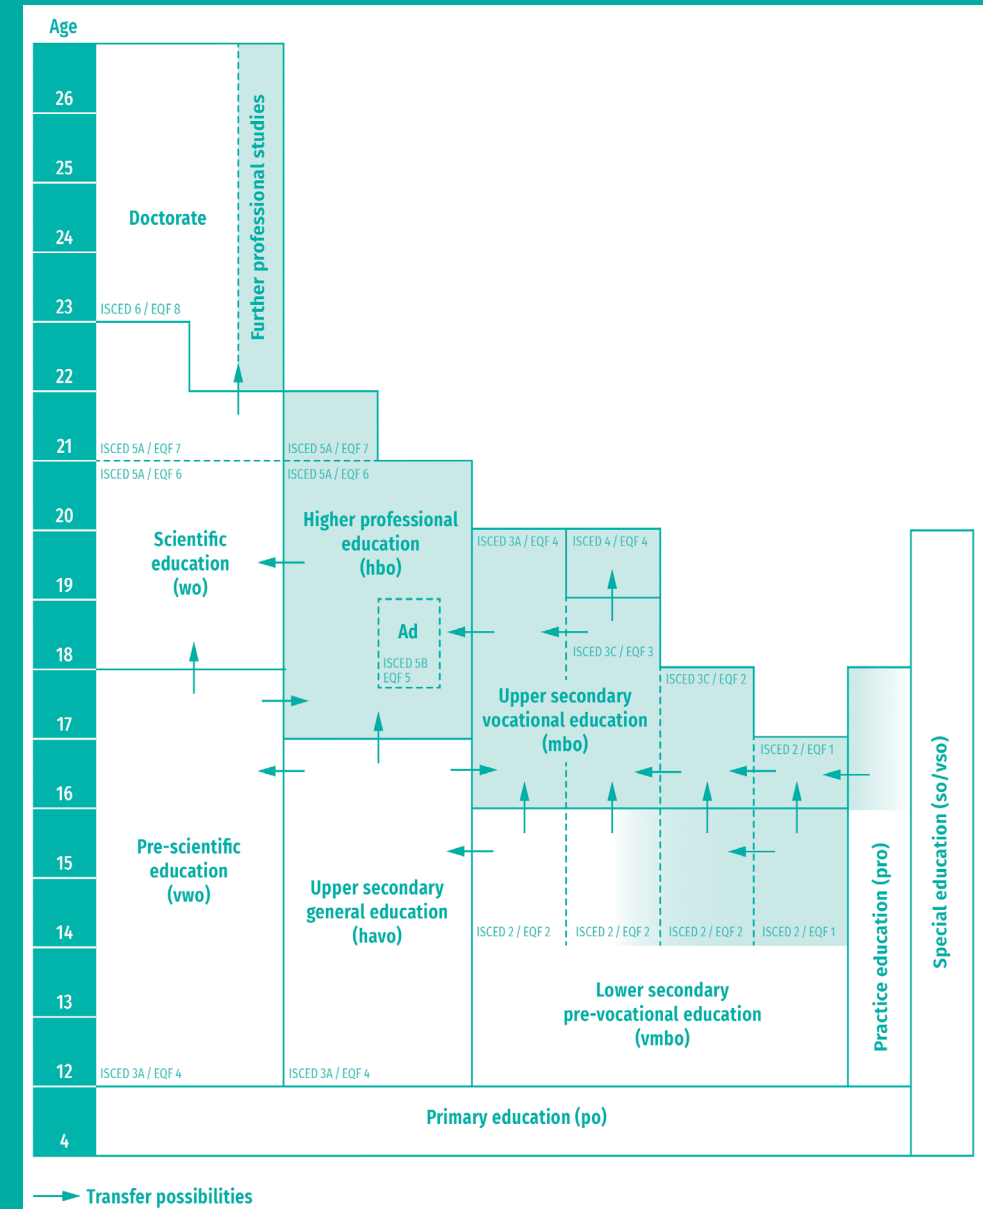 Age
26
25
24
23
22
21
20
19
18
17
16
15
14
13
12
4
Doctorate
Further professional studies
ISCED 6 / EQF 8
ISCED 5A / EQF 7
ISCED 5A / EQF 6
Scientific
education
(wo)
Pre-scientific
education
(vwo)
ISCED 3A / EQF 4
ISCED 5A / EQF 7
ISCED 5A / EQF 6
Higher professional
education
(hbo)
Ad
ISCED 5B
EQF 5
Upper secondary
general education
(havo)
ISCED 3A / EQF 4
ISCED 3A / EQF 4
ISCED 4 / EQF 4
ISCED 3C / EQF 3
ISCED 3C / EQF 2
ISCED 2 / EQF 1
Upper secondary
vocational education
(mbo)
ISCED 2 / EQF 2
ISCED 2 / EQF 2
ISCED 2 / EQF 2
ISCED 2 / EQF 1
Lower secondary
pre-vocational education
(vmbo)
Practice education (pro)
Special education (so/vso)
Primary education (po)
Transfer possibilities